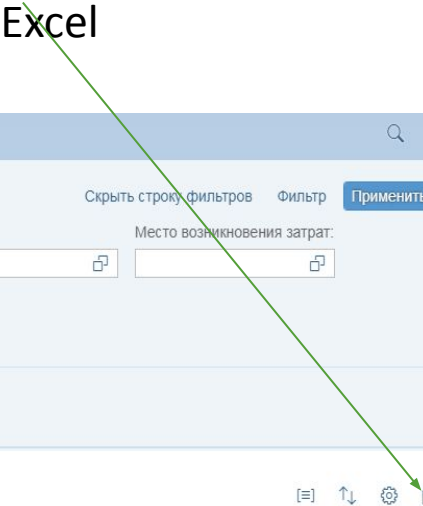 Excel
Скрыть строку фильтров Фильтр Применить
Место возникновения затрат: